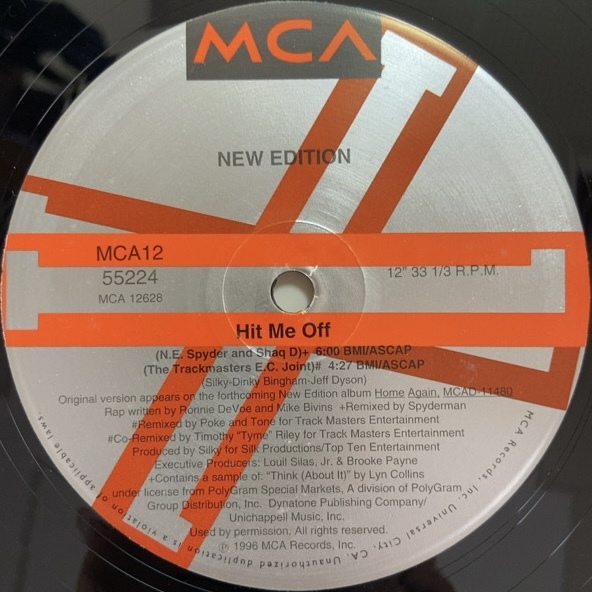 MCA
NEW EDITION
MCA12
55224
MCA 12628
12" 33 1/3 R.P.M.
Hit Me Off
(N.E. Spyder and Shaq D)+ 6:00 BMI/ASCAP
(The Trackmasters E.C. Joint)# 4:27 BMI/ASCAP
(Silky-Dinky Bingham-Jeff Dyson)
Original version appears on the forthcoming New Edition album Home Again, MCAD-11480
Rap written by Ronnie DeVoe and Mike Bivins +Remixed by Spyderman
#Remixed by Poke and Tone for Track Masters Entertainment
#Co-Remixed by Timothy "Tyme" Riley for Track Masters Entertainment
Produced by Silky for Silk Productions/Top Ten Entertainment
Executive Producers: Louil Silas, Jr. & Brooke Payne
+Contains a sample of: "Think (About It)" by Lyn Collins
under license from PolyGram Special Markets, A division of PolyGram
Group Distribution, Inc. Dynatone Publishing Company/
Unichappell Music, Inc.
Used by permission. All rights reserved.
℗ 1996 MCA Records, Inc.
MCA Records, Inc. Universal City, CA. Unauthorized duplication is a violation of applicable laws.